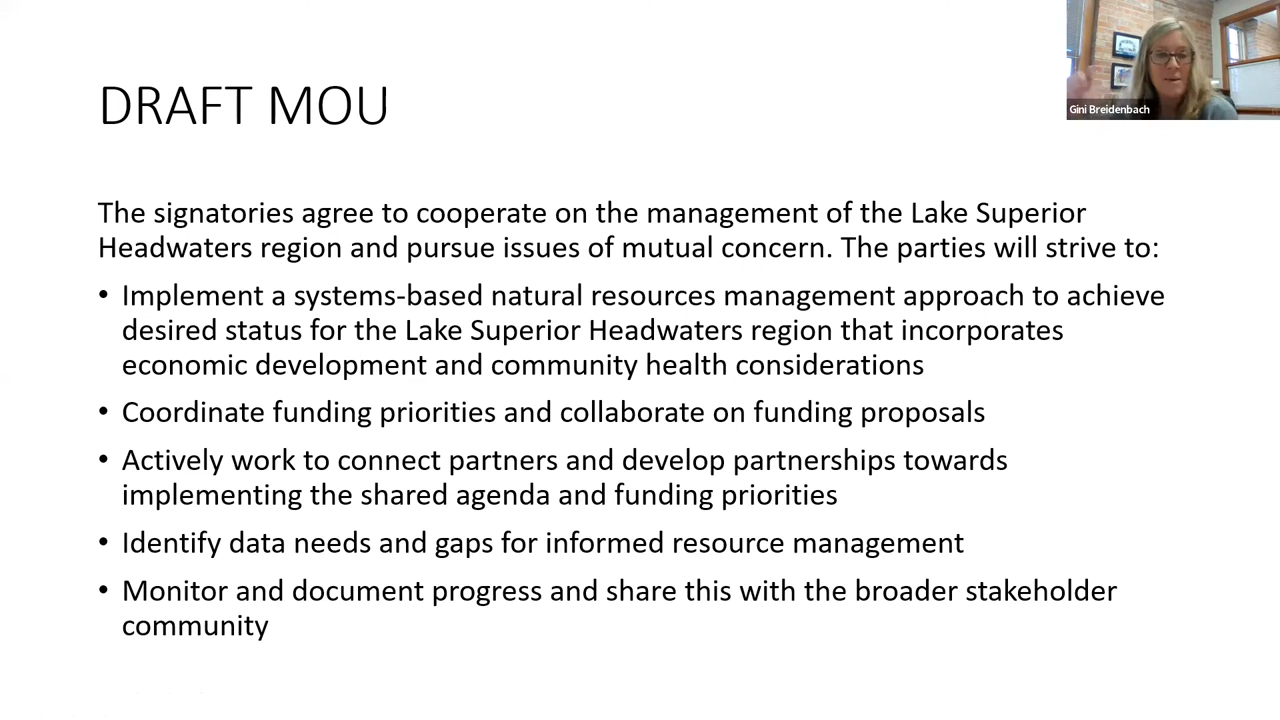 DRAFT MOU
Gini Breidenbach
The signatories agree to cooperate on the management of the Lake Superior
Headwaters region and pursue issues of mutual concern. The parties will strive to:
• Implement a systems-based natural resources management approach to achieve
desired status for the Lake Superior Headwaters region that incorporates
economic development and community health considerations
• Coordinate funding priorities and collaborate on funding proposals
• Actively work to connect partners and develop partnerships towards
implementing the shared agenda and funding priorities
• Identify data needs and gaps for informed resource management
• Monitor and document progress and share this with the broader stakeholder
community